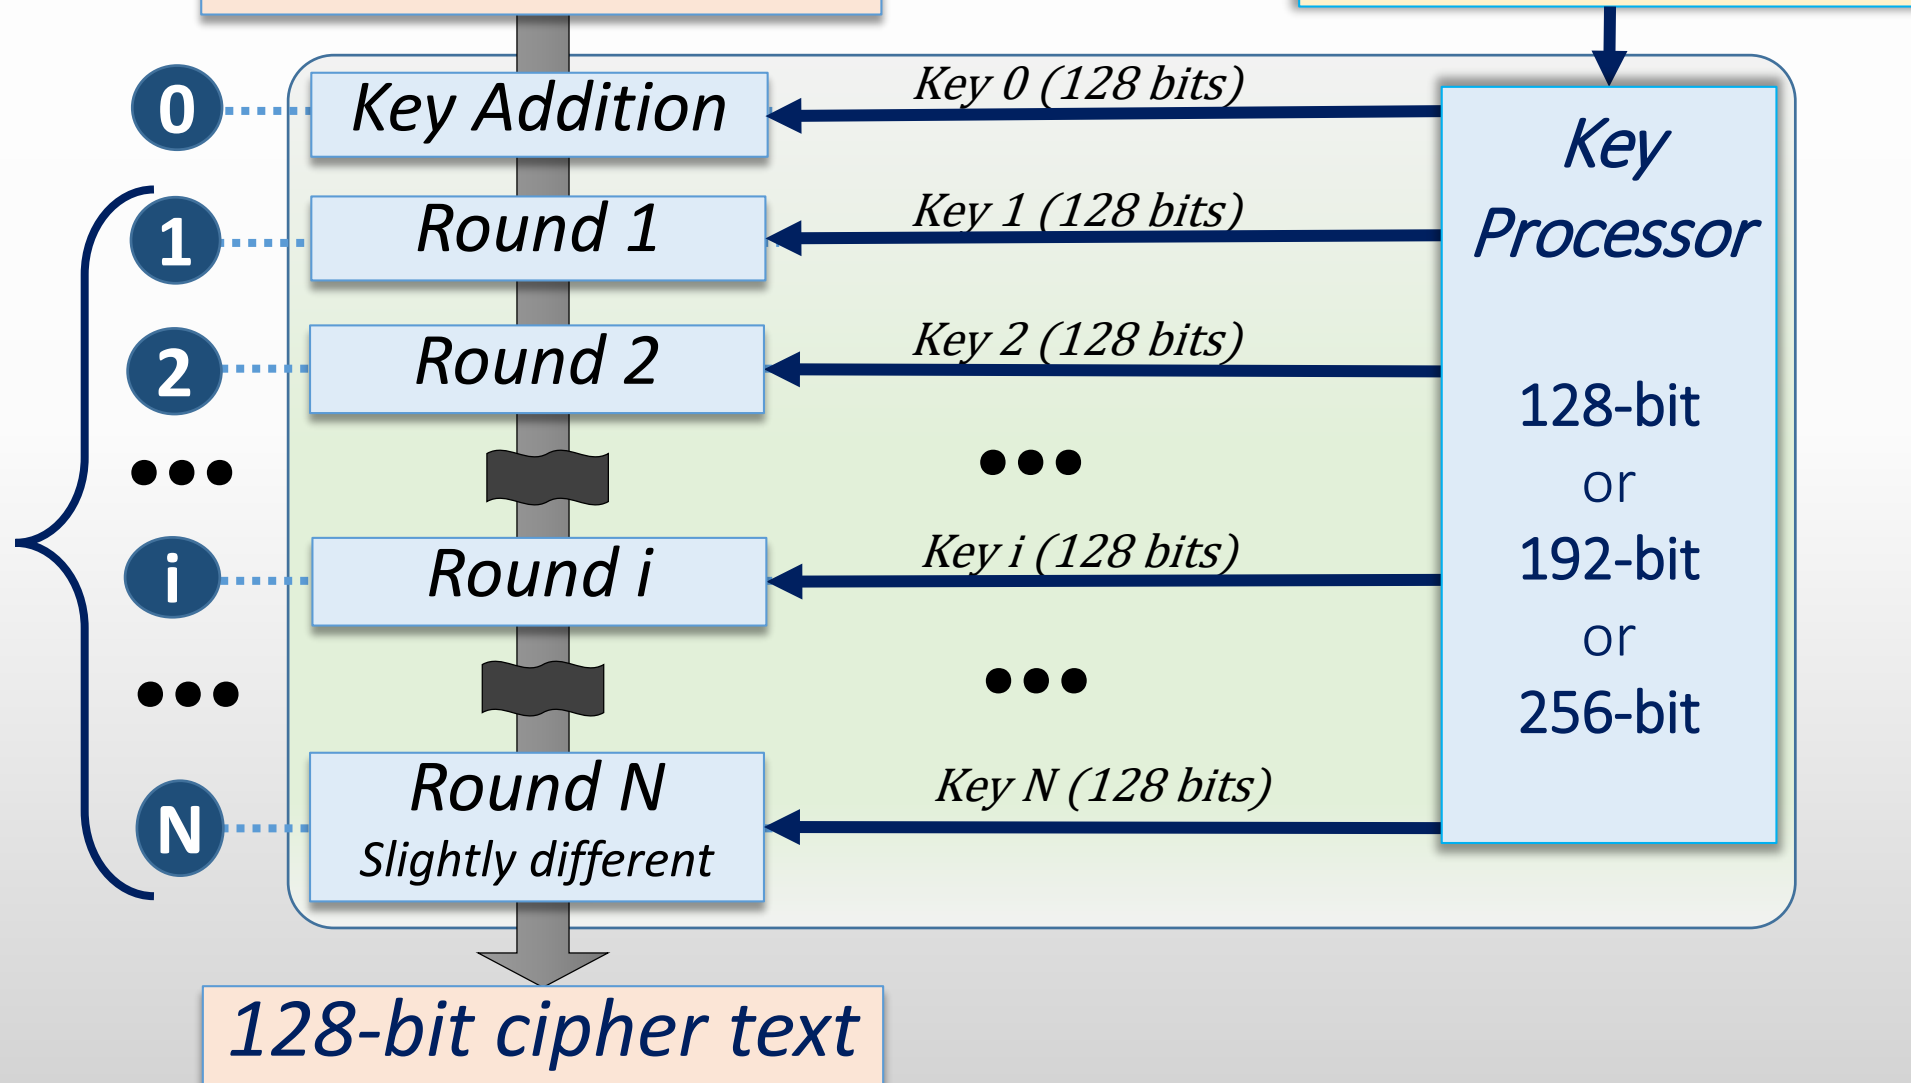 0
Key Addition
Key 0 (128 bits)
Key
Processor
128-bit
or
192-bit
or
256-bit
1
Round 1
Key 1 (128 bits)
2
Round 2
Key 2 (128 bits)
•••
•••
i
Round i
Key i (128 bits)
•••
•••
N
Round N
Slightly different
Key N (128 bits)
128-bit cipher text